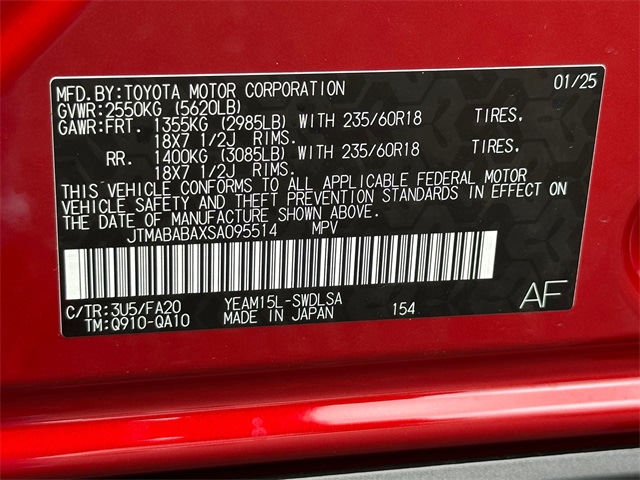 MFD.BY:TOYOTA MOTOR CORPORATION 01/25
GVWR:2550KG (5620LB)
GAWR:FRT. 1355KG (2985LB) WITH 235/60R18 TIRES.
18X7 1/2J RIMS.
RR. 1400KG (3085LB) WITH 235/60R18 TIRES.
18X7 1/2J RIMS.
THIS VEHICLE CONFORMS TO ALL APPLICABLE FEDERAL MOTOR
VEHICLE SAFETY AND THEFT PREVENTION STANDARDS IN EFFECT ON
THE DATE OF MANUFACTURE SHOWN ABOVE.
JTMABABAXSA095514 MPV
C/TR:3U5/FA20 YEAM15L-SWDLSA AF
TM:Q910-QA10 MADE IN JAPAN 154